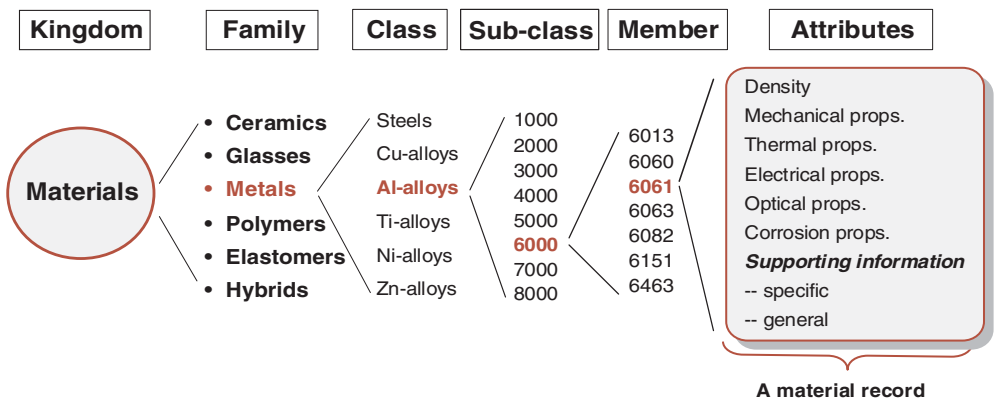 Kingdom
Family
Class
Sub-class
Member
Attributes
Materials
• Ceramics
• Glasses
• Metals
• Polymers
• Elastomers
• Hybrids
Steels
Cu-alloys
Al-alloys
Ti-alloys
Ni-alloys
Zn-alloys
1000
2000
3000
4000
5000
6000
7000
8000
6013
6060
6061
6063
6082
6151
6463
Density
Mechanical props.
Thermal props.
Electrical props.
Optical props.
Corrosion props.
Supporting information
-- specific
-- general
A material record